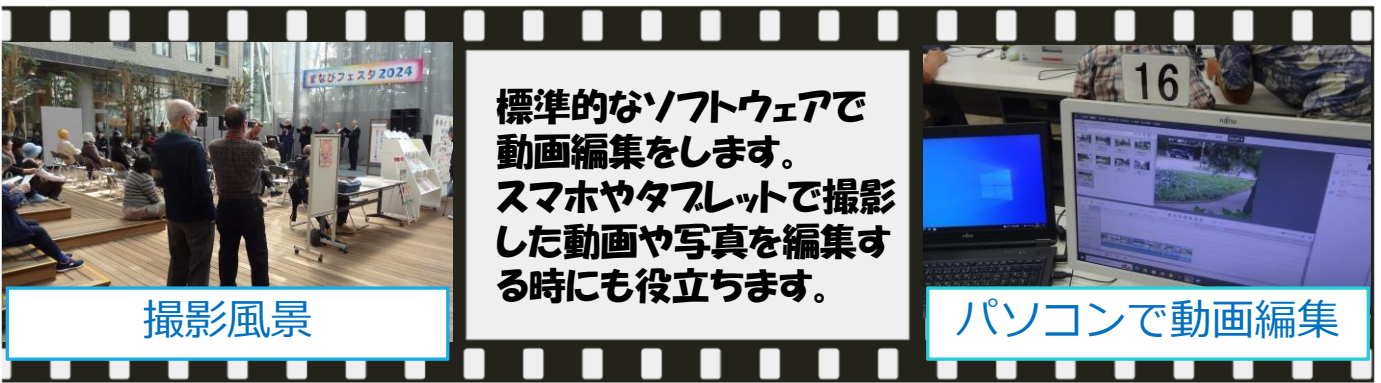 まなびフェスタ2024
撮影風景
標準的なソフトウェアで
動画編集をします。
スマホやタブレットで撮影
した動画や写真を編集す
る時にも役立ちます。
16
FUJITSU
パソコンで動画編集